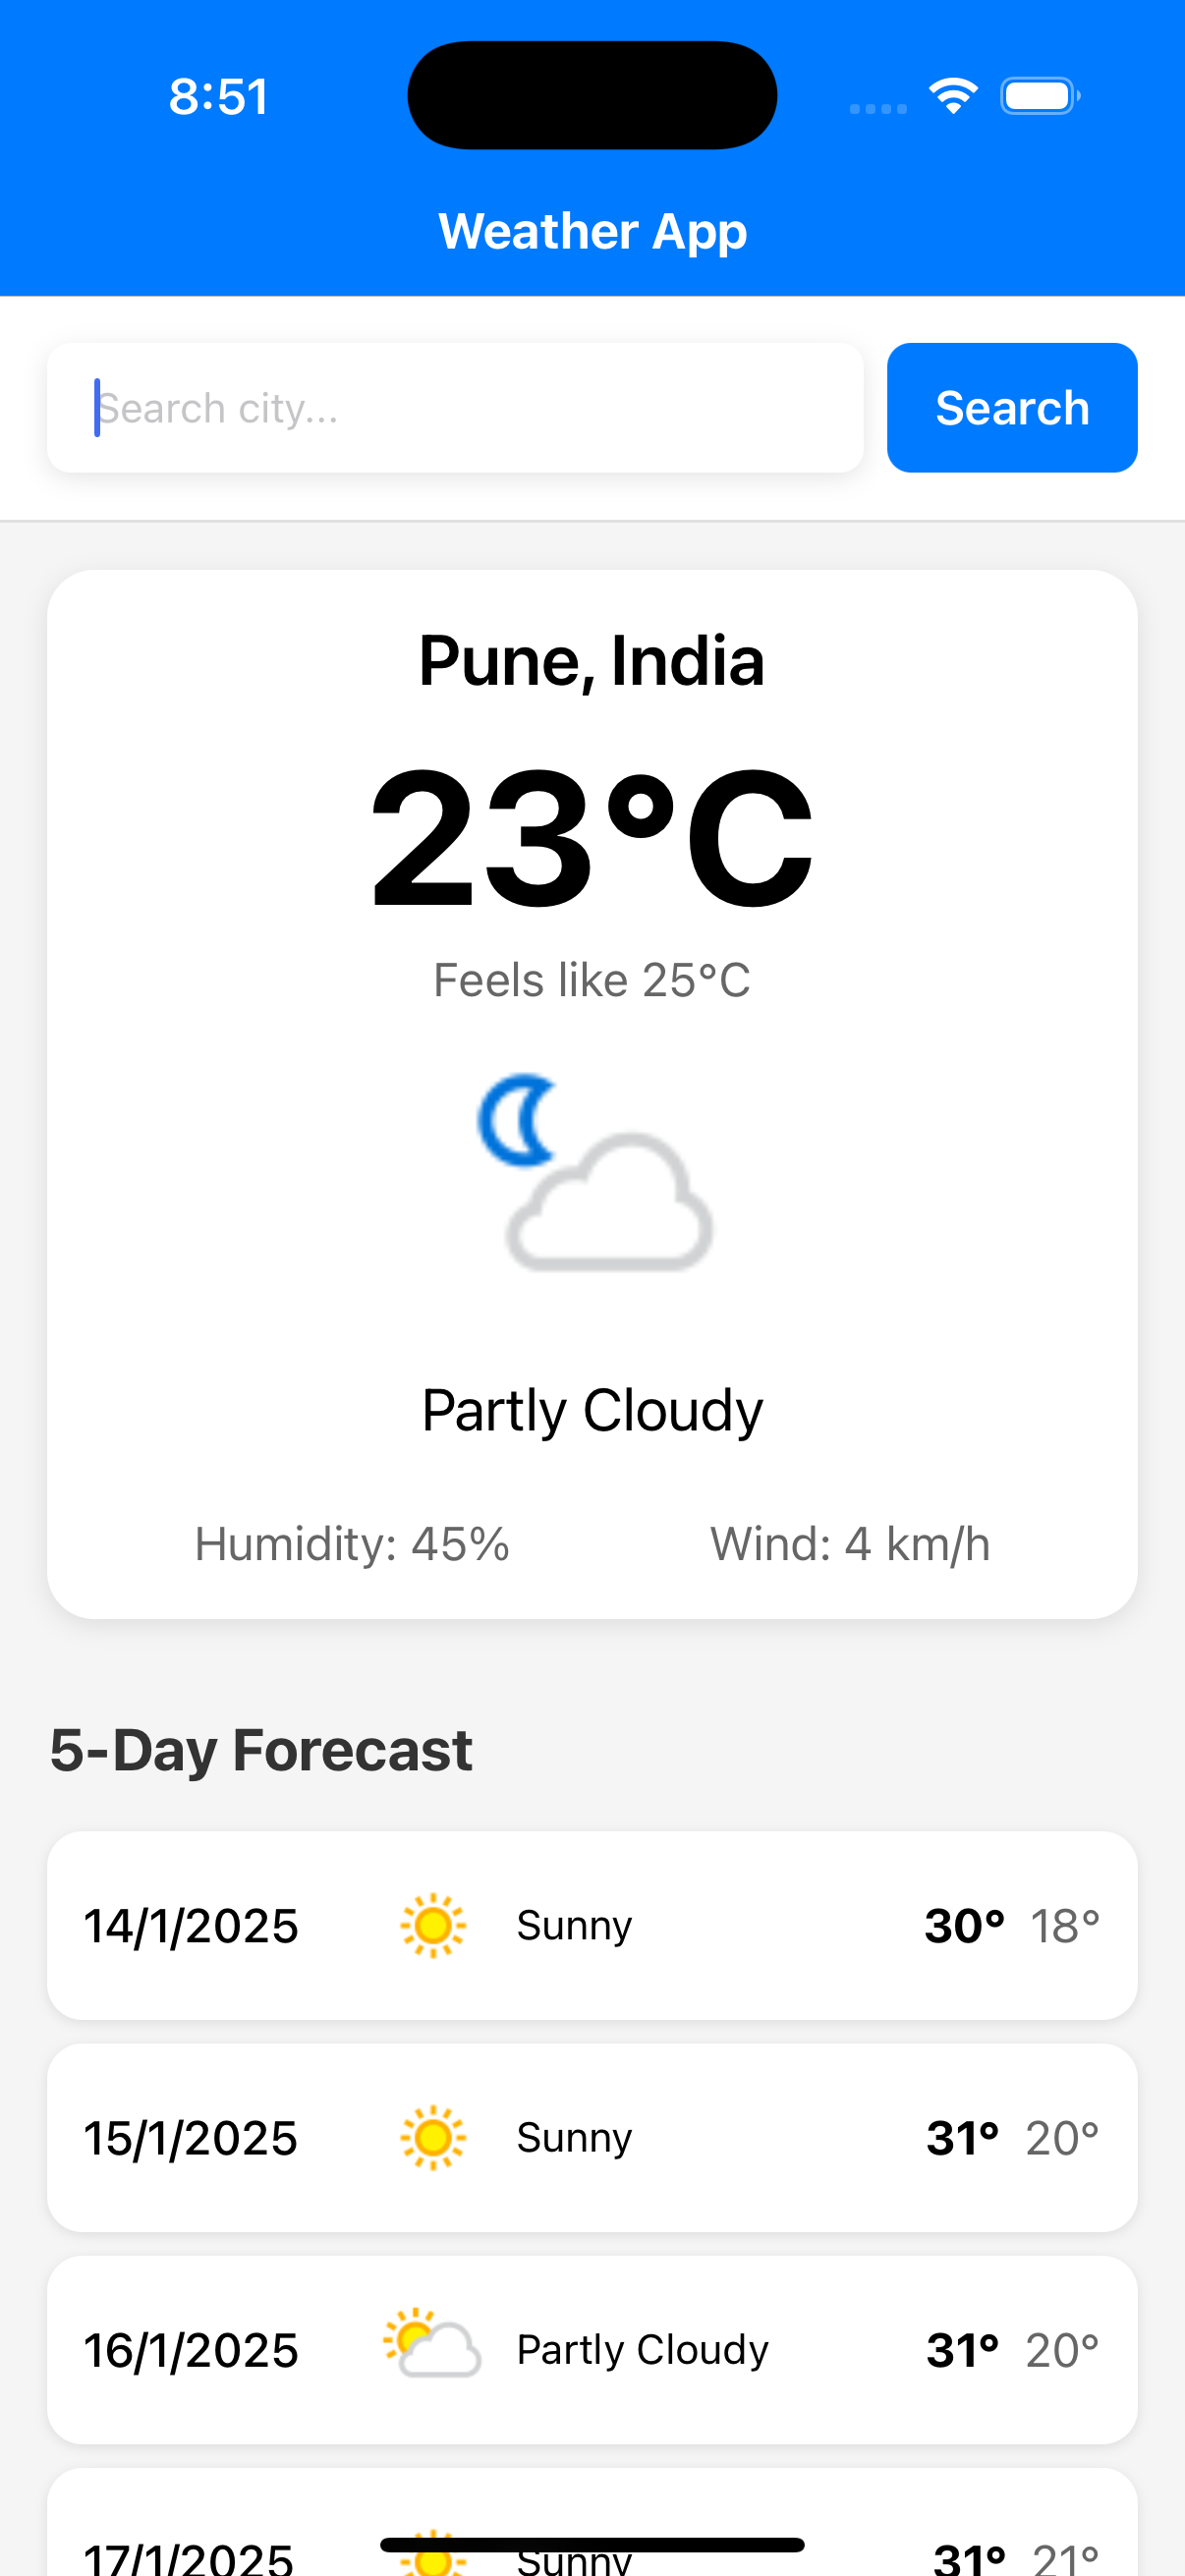 8:51
Weather App
Search city...
Search
Pune, India
23°C
Feels like 25°C
Partly Cloudy
Humidity: 45% Wind: 4 km/h
5-Day Forecast
14/1/2025 Sunny 30° 18°
15/1/2025 Sunny 31° 20°
16/1/2025 Partly Cloudy 31° 20°
17/1/2025 Sunny 31° 21°